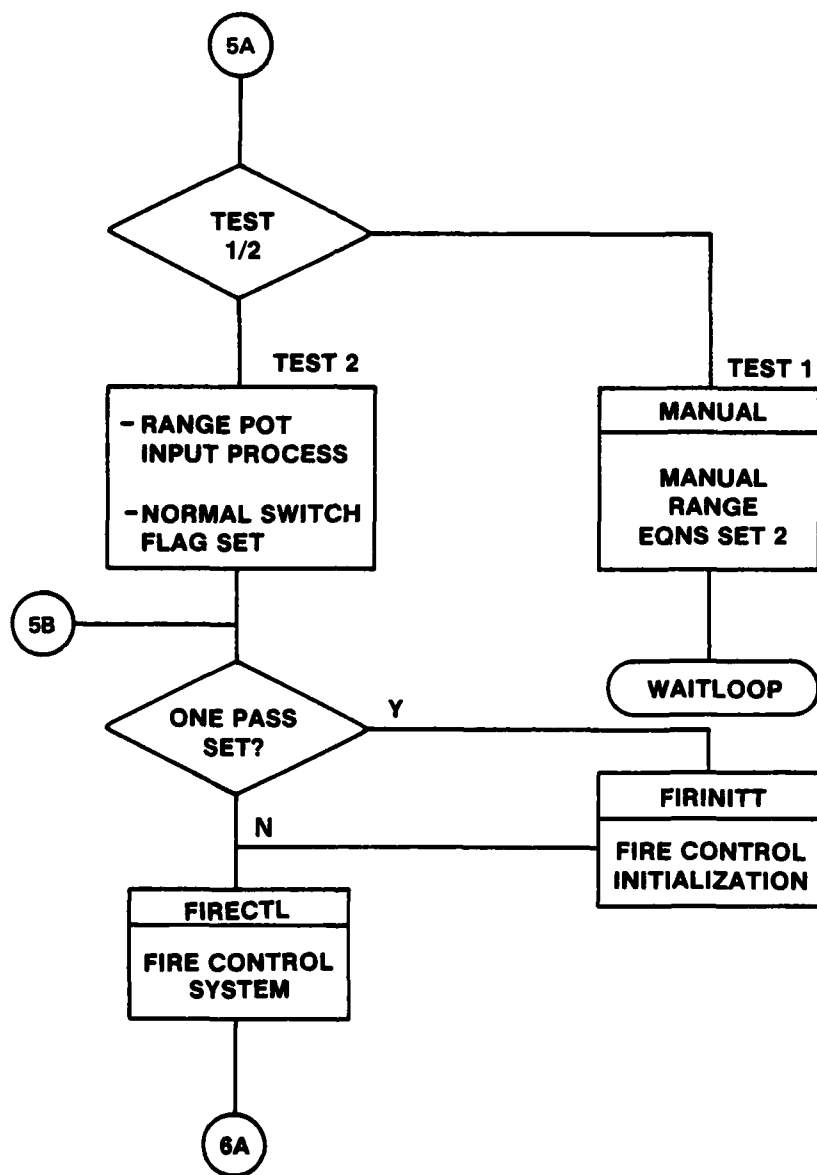 5A
TEST
1/2
TEST 2
TEST 1
– RANGE POT
INPUT PROCESS
–NORMAL SWITCH
FLAG SET
MANUAL
MANUAL
RANGE
EQNS SET 2
5B
WAITLOOP
ONE PASS
SET?
Y
N
FIRINITT
FIRE CONTROL
INITIALIZATION
FIRECTL
FIRE CONTROL
SYSTEM
6A